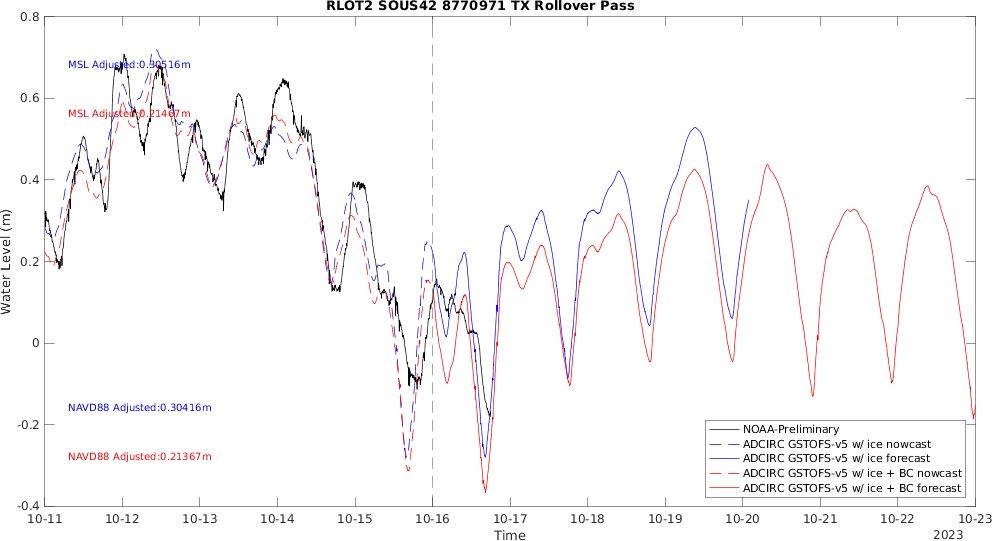 RLOT2 SOUS42 8770971 TX Rollover Pass
0.8
0.6
0.4
0.2
0
-0.2
-0.4
Water Level (m)
MSL Adjusted:0.30516m
MSL Adjusted:0.21467m
NAVD88 Adjusted:0.30416m
NAVD88 Adjusted:0.21367m
NOAA-Preliminary
ADCIRC GSTOFS-v5 w/ ice nowcast
ADCIRC GSTOFS-v5 w/ ice forecast
ADCIRC GSTOFS-v5 w/ ice + BC nowcast
ADCIRC GSTOFS-v5 w/ ice + BC forecast
10-11 10-12 10-13 10-14 10-15 10-16 10-17 10-18 10-19 10-20 10-21 10-22 10-23
Time
2023